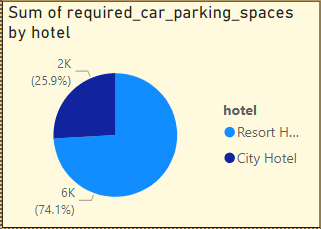 Sum of required_car_parking_spaces
by hotel
2K
(25.9%)
hotel
Resort H...
City Hotel
6K
(74.1%)